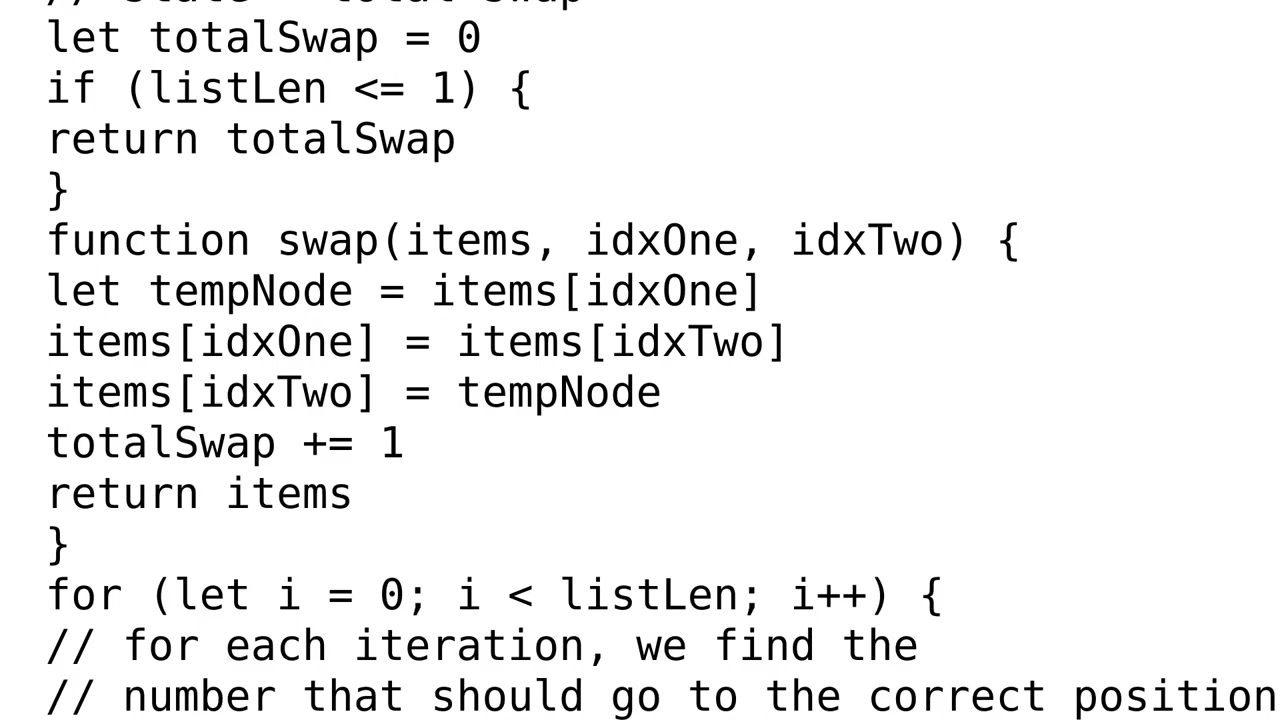 let totalSwap = 0
if (listLen <= 1) {
return totalSwap
}
function swap(items, idxOne, idxTwo) {
let tempNode = items[idxOne]
items[idxOne] = items[idxTwo]
items[idxTwo] = tempNode
totalSwap += 1
return items
}
for (let i = 0; i < listLen; i++) {
// for each iteration, we find the
// number that should go to the correct position